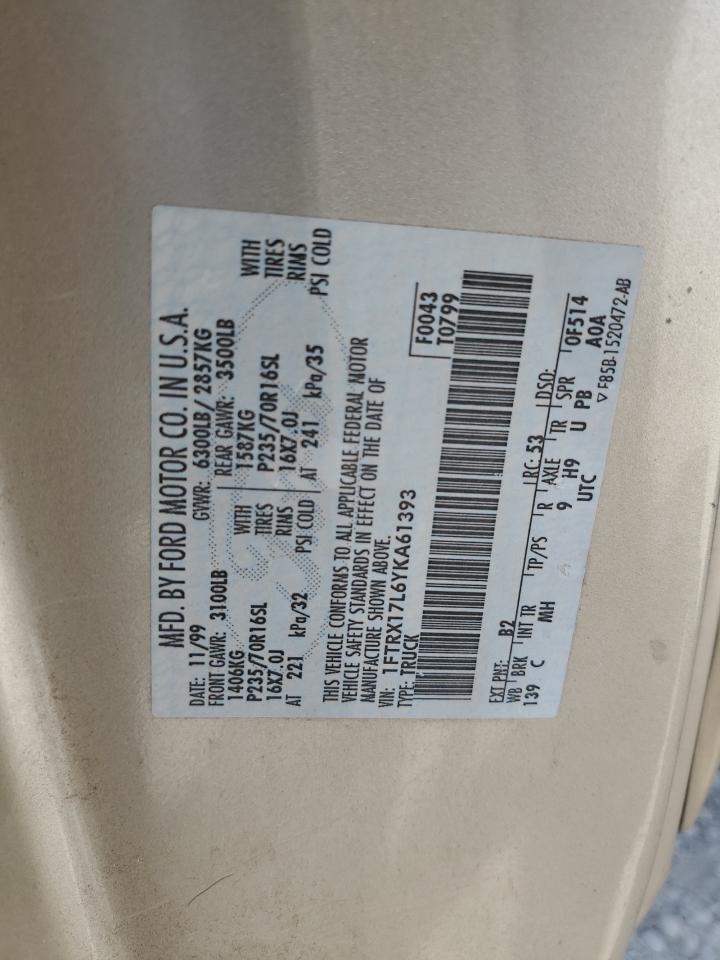 MFD. BY FORD MOTOR CO. IN U.S.A.
DATE: 11/99 GVWR: 6300LB/ 2857KG
FRONT GAWR: 3100LB REAR GAWR: 3500LB
1406KG WITH 1587KG WITH
P235/70R16SL TIRES P235/70R16SL TIRES
16X7.0J RIMS 16X7.0J RIMS
AT 221 kPa/32 PSI COLD AT 241 kPa/35 PSI COLD
THIS VEHICLE CONFORMS TO ALL APPLICABLE FEDERAL MOTOR
VEHICLE SAFETY STANDARDS IN EFFECT ON THE DATE OF
MANUFACTURE SHOWN ABOVE.
VIN: 1FTRX17L6YKA61393 F0043
TYPE: TRUCK T0799
EXT PNT: B2 RC: 53 DSO:
WB BRK INT TR TP/PS R AXLE TR SPR 0F514
139 C MH 9 H9 U PB A0A
UTC ▽ F85B-1520472-AB